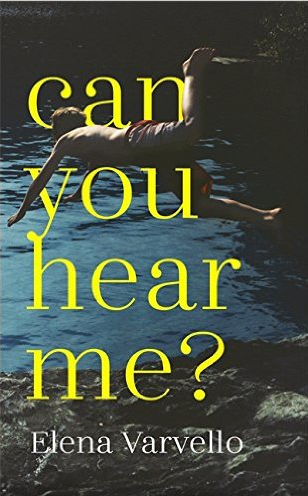 can
you
hear
me?
Elena Varvello